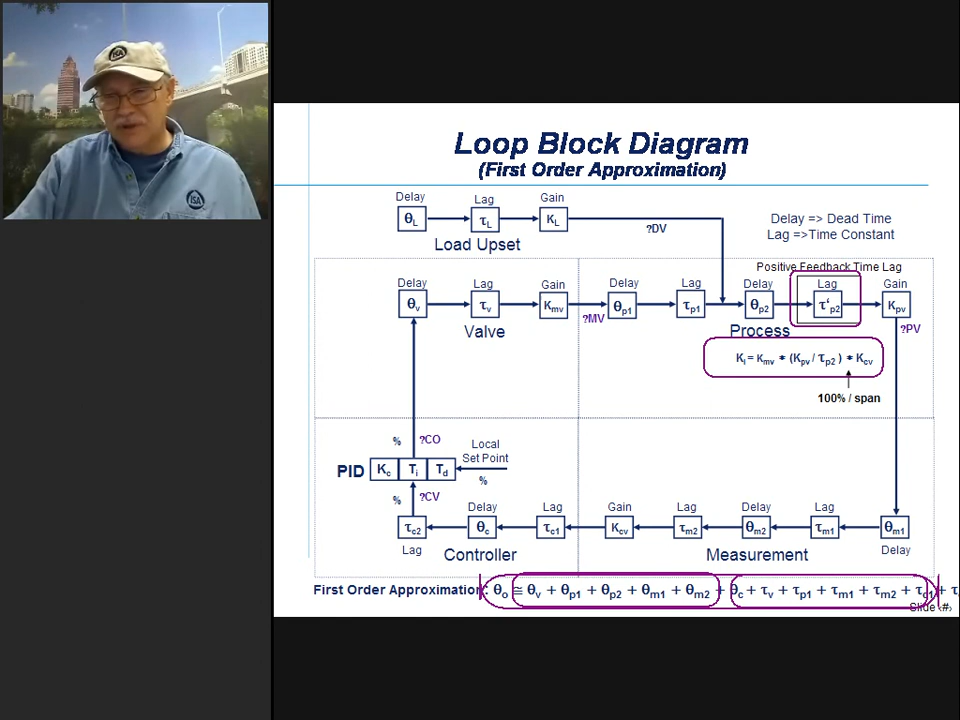 ISA
ISA
Loop Block Diagram
(First Order Approximation)
Delay Lag Gain
θL τL KL
Load Upset
?DV
Delay => Dead Time
Lag =>Time Constant
Positive Feedback Time Lag
Delay Lag Gain Delay Lag Delay Lag Gain
θv τv Kmv θp1 τp1 θp2 τ‘p2 Kpv
?MV
Valve
Process
?PV
Ki = Kmv * (Kpv / τp2 ) * Kcv
100% / span
% ?CO
Local
Set Point
PID Kc Ti Td
%
% ?CV
Delay Lag Gain Lag Delay Lag
τc2 θc τc1 Kcv τm2 θm2 τm1 θm1
Lag Controller Measurement Delay
First Order Approximation: θo ≅ θv + θp1 + θp2 + θm1 + θm2 + θc + τv + τp1 + τm1 + τm2 + τc1 + τ
Slide ‹#›